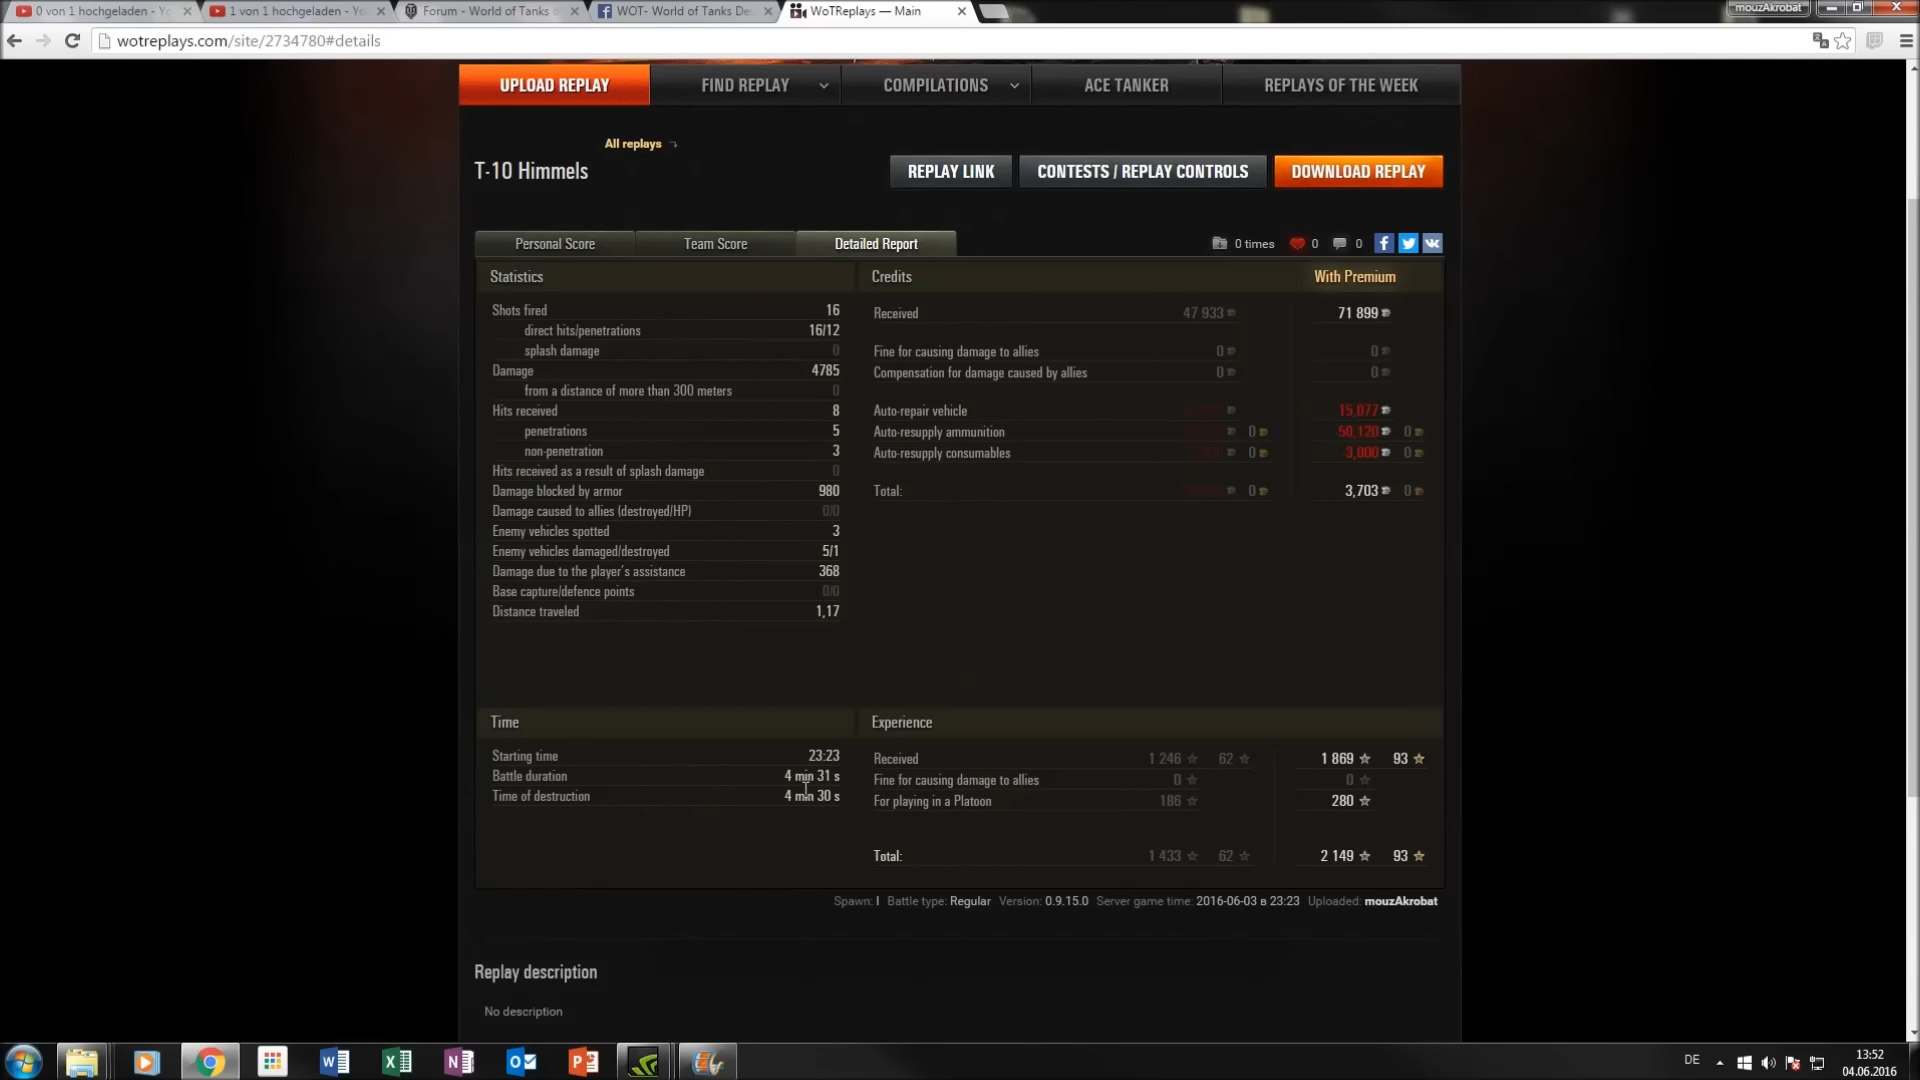 0 von 1 hochgeladen - Yo
1 von 1 hochgeladen - Yo
Forum - World of Tanks o
WOT- World of Tanks De
WoTReplays — Main
mouzAkrobat
wotreplays.com/site/2734780#details
UPLOAD REPLAY
FIND REPLAY
COMPILATIONS
ACE TANKER
REPLAYS OF THE WEEK
All replays
T-10 Himmels
REPLAY LINK
CONTESTS / REPLAY CONTROLS
DOWNLOAD REPLAY
Personal Score
Team Score
Detailed Report
0 times
0
0
Statistics
Shots fired 16
direct hits/penetrations 16/12
splash damage 0
Damage 4785
from a distance of more than 300 meters 0
Hits received 8
penetrations 5
non-penetration 3
Hits received as a result of splash damage 0
Damage blocked by armor 980
Damage caused to allies (destroyed/HP) 0/0
Enemy vehicles spotted 3
Enemy vehicles damaged/destroyed 5/1
Damage due to the player's assistance 368
Base capture/defence points 0/0
Distance traveled 1,17
Credits With Premium
Received 47 933 71 899
Fine for causing damage to allies 0 0
Compensation for damage caused by allies 0 0
Auto-repair vehicle 15,077
Auto-resupply ammunition 0 50,120 0
Auto-resupply consumables 0 3,000 0
Total: 0 3,703 0
Time
Starting time 23:23
Battle duration 4 min 31 s
Time of destruction 4 min 30 s
Experience
Received 1 246 62 1 869 93
Fine for causing damage to allies 0 0
For playing in a Platoon 186 280
Total: 1 433 62 2 149 93
Spawn: I Battle type: Regular Version: 0.9.15.0 Server game time: 2016-06-03 в 23:23 Uploaded: mouzAkrobat
Replay description
No description
DE
13:52
04.06.2016